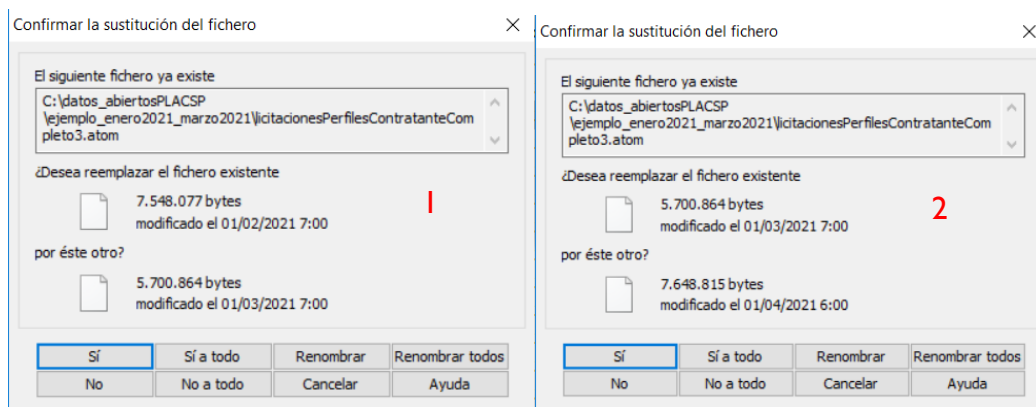 Confirmar la sustitución del fichero
El siguiente fichero ya existe
C:\datos_abiertosPLACSP
\ejemplo_enero2021_marzo2021\licitacionesPerfilesContratanteCom
pleto3.atom
¿Desea reemplazar el fichero existente
7.548.077 bytes
modificado el 01/02/2021 7:00
1
por éste otro?
5.700.864 bytes
modificado el 01/03/2021 7:00
Sí
Sí a todo
Renombrar
Renombrar todos
No
No a todo
Cancelar
Ayuda
Confirmar la sustitución del fichero
El siguiente fichero ya existe
C:\datos_abiertosPLACSP
\ejemplo_enero2021_marzo2021\licitacionesPerfilesContratanteCom
pleto3.atom
¿Desea reemplazar el fichero existente
5.700.864 bytes
modificado el 01/03/2021 7:00
2
por éste otro?
7.648.815 bytes
modificado el 01/04/2021 6:00
Sí
Sí a todo
Renombrar
Renombrar todos
No
No a todo
Cancelar
Ayuda